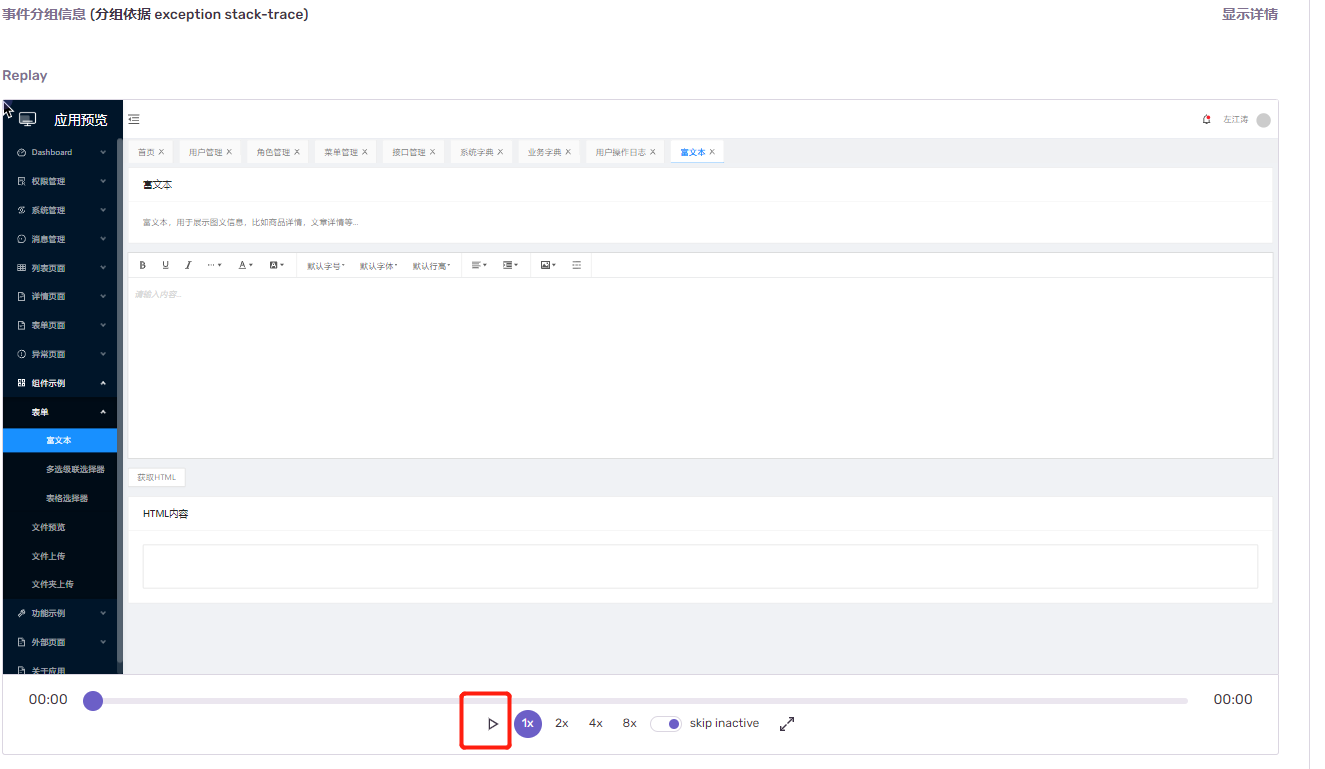 事件分组信息 (分组依据 exception stack-trace) 显示详情
Replay
应用预览
左江涛
Dashboard
权限管理
系统管理
消息管理
列表页面
详情页面
表单页面
异常页面
组件示例
表单
富文本
多选级联选择器
表格选择器
文件预览
文件上传
文件夹上传
功能示例
外部页面
关于应用
首页 × 用户管理 × 角色管理 × 菜单管理 × 接口管理 × 系统字典 × 业务字典 × 用户操作日志 × 富文本 ×
富文本
富文本，用于展示图文信息，比如商品详情，文章详情等...
B U I ... A A 默认字号 默认字体 默认行高
请输入内容...
获取HTML
HTML内容
00:00 00:00
1x 2x 4x 8x skip inactive